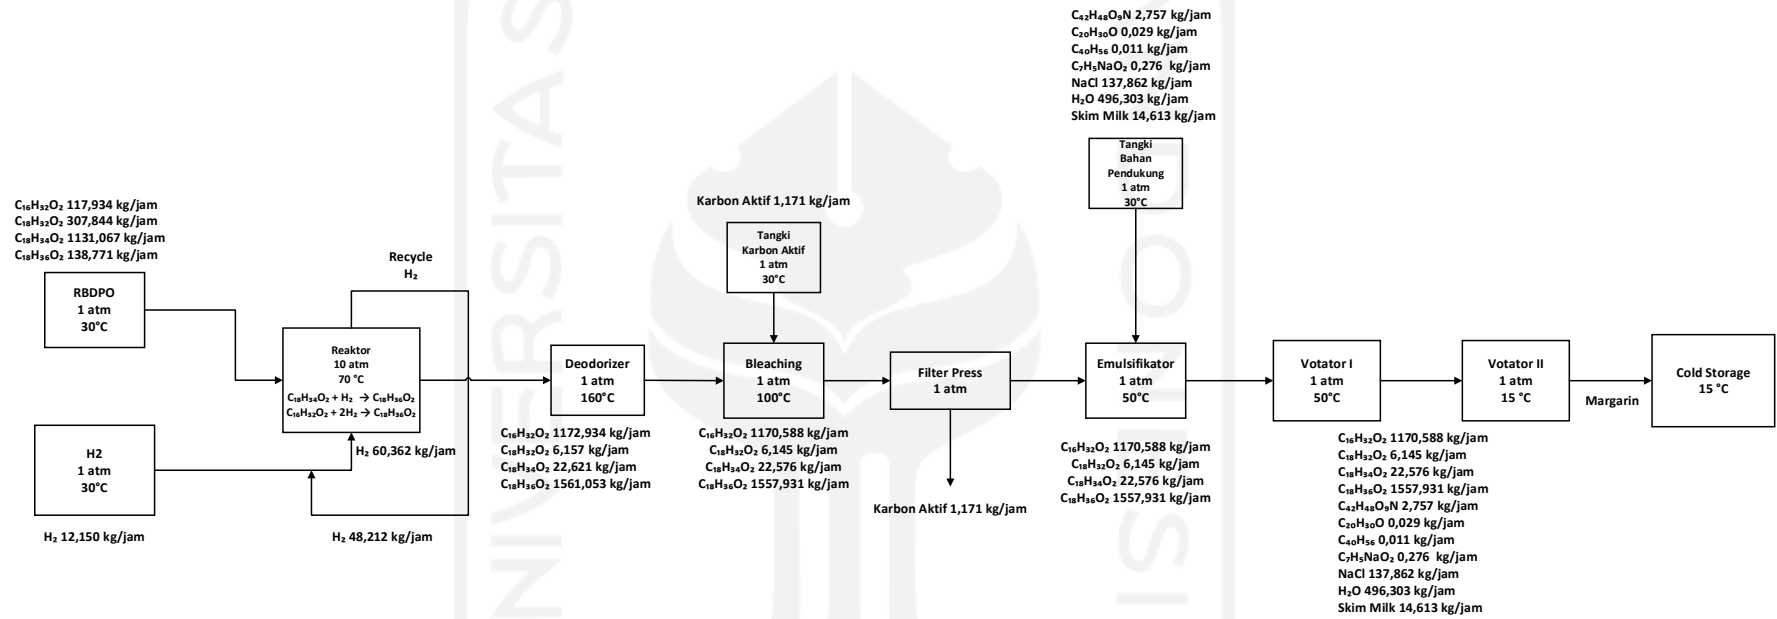 C₄₂H₄₈O₉N 2,757 kg/jam
C₂₀H₃₀O 0,029 kg/jam
C₄₀H₅₆ 0,011 kg/jam
C₇H₅NaO₂ 0,276 kg/jam
NaCl 137,862 kg/jam
H₂O 496,303 kg/jam
Skim Milk 14,613 kg/jam
Tangki
Bahan
Pendukung
1 atm
30°C
C₁₆H₃₂O₂ 117,934 kg/jam
C₁₈H₃₂O₂ 307,844 kg/jam
C₁₈H₃₄O₂ 1131,067 kg/jam
C₁₈H₃₆O₂ 138,771 kg/jam
RBDPO
1 atm
30°C
Recycle
H₂
Karbon Aktif 1,171 kg/jam
Tangki
Karbon Aktif
1 atm
30°C
Reaktor
10 atm
70 °C
C₁₈H₃₄O₂ + H₂ → C₁₈H₃₆O₂
C₁₆H₃₂O₂ + 2H₂ → C₁₈H₃₆O₂
Deodorizer
1 atm
160°C
Bleaching
1 atm
100°C
Filter Press
1 atm
Emulsifikator
1 atm
50°C
Votator I
1 atm
50°C
Votator II
1 atm
15 °C
Margarin
Cold Storage
15 °C
H2
1 atm
30°C
H₂ 60,362 kg/jam
H₂ 12,150 kg/jam
H₂ 48,212 kg/jam
C₁₆H₃₂O₂ 1172,934 kg/jam
C₁₈H₃₂O₂ 6,157 kg/jam
C₁₈H₃₄O₂ 22,621 kg/jam
C₁₈H₃₆O₂ 1561,053 kg/jam
C₁₆H₃₂O₂ 1170,588 kg/jam
C₁₈H₃₂O₂ 6,145 kg/jam
C₁₈H₃₄O₂ 22,576 kg/jam
C₁₈H₃₆O₂ 1557,931 kg/jam
Karbon Aktif 1,171 kg/jam
C₁₆H₃₂O₂ 1170,588 kg/jam
C₁₈H₃₂O₂ 6,145 kg/jam
C₁₈H₃₄O₂ 22,576 kg/jam
C₁₈H₃₆O₂ 1557,931 kg/jam
C₁₆H₃₂O₂ 1170,588 kg/jam
C₁₈H₃₂O₂ 6,145 kg/jam
C₁₈H₃₄O₂ 22,576 kg/jam
C₁₈H₃₆O₂ 1557,931 kg/jam
C₄₂H₄₈O₉N 2,757 kg/jam
C₂₀H₃₀O 0,029 kg/jam
C₄₀H₅₆ 0,011 kg/jam
C₇H₅NaO₂ 0,276 kg/jam
NaCl 137,862 kg/jam
H₂O 496,303 kg/jam
Skim Milk 14,613 kg/jam